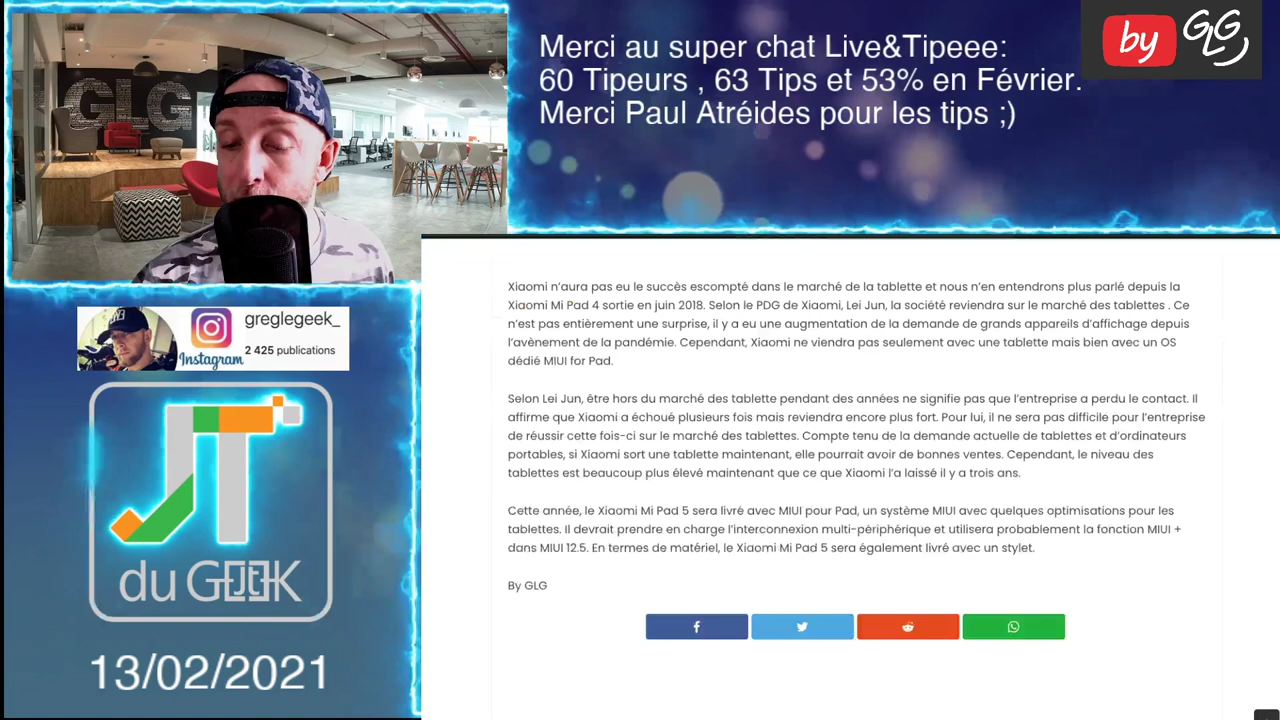 GLG
Merci au super chat Live&Tipeee:
60 Tipeurs , 63 Tips et 53% en Février.
Merci Paul Atréides pour les tips ;)
by GLG
Instagram
greglegeek_
2 425 publications
JT
du GEEK
13/02/2021
Xiaomi n’aura pas eu le succès escompté dans le marché de la tablette et nous n’en entendrons plus parlé depuis la
Xiaomi Mi Pad 4 sortie en juin 2018. Selon le PDG de Xiaomi, Lei Jun, la société reviendra sur le marché des tablettes . Ce
n’est pas entièrement une surprise, il y a eu une augmentation de la demande de grands appareils d’affichage depuis
l’avènement de la pandémie. Cependant, Xiaomi ne viendra pas seulement avec une tablette mais bien avec un OS
dédié MIUI for Pad.
Selon Lei Jun, être hors du marché des tablette pendant des années ne signifie pas que l’entreprise a perdu le contact. Il
affirme que Xiaomi a échoué plusieurs fois mais reviendra encore plus fort. Pour lui, il ne sera pas difficile pour l’entreprise
de réussir cette fois-ci sur le marché des tablettes. Compte tenu de la demande actuelle de tablettes et d’ordinateurs
portables, si Xiaomi sort une tablette maintenant, elle pourrait avoir de bonnes ventes. Cependant, le niveau des
tablettes est beaucoup plus élevé maintenant que ce que Xiaomi l’a laissé il y a trois ans.
Cette année, le Xiaomi Mi Pad 5 sera livré avec MIUI pour Pad, un système MIUI avec quelques optimisations pour les
tablettes. Il devrait prendre en charge l’interconnexion multi-périphérique et utilisera probablement la fonction MIUI +
dans MIUI 12.5. En termes de matériel, le Xiaomi Mi Pad 5 sera également livré avec un stylet.
By GLG